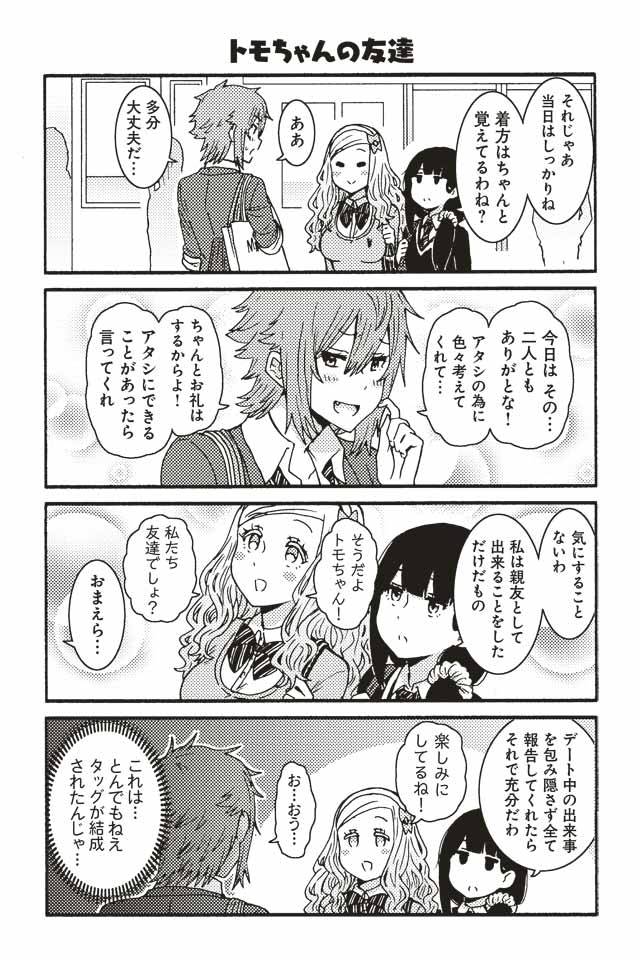 トモちゃんの友達
それじゃあ
当日はしっかりね
着方はちゃんと
覚えてるわね?
ああ
多分
大丈夫だ…
今日は その…
二人とも
ありがとな!
アタシの為に
色々考えて
くれて…
ちゃんとお礼は
するからよ!
アタシにできる
ことがあったら
言ってくれ
気にすること
ないわ
私は親友として
出来ることをした
だけだもの
そうだよ
トモちゃん!
私たち
友達でしょ?
おまえら…
デート中の出来事
を包み隠さず全て
報告してくれたら
それで充分だわ
楽しみに
してるね!
お…おう…
これは…
とんでもねえ
タッグが結成
されたんじゃ…